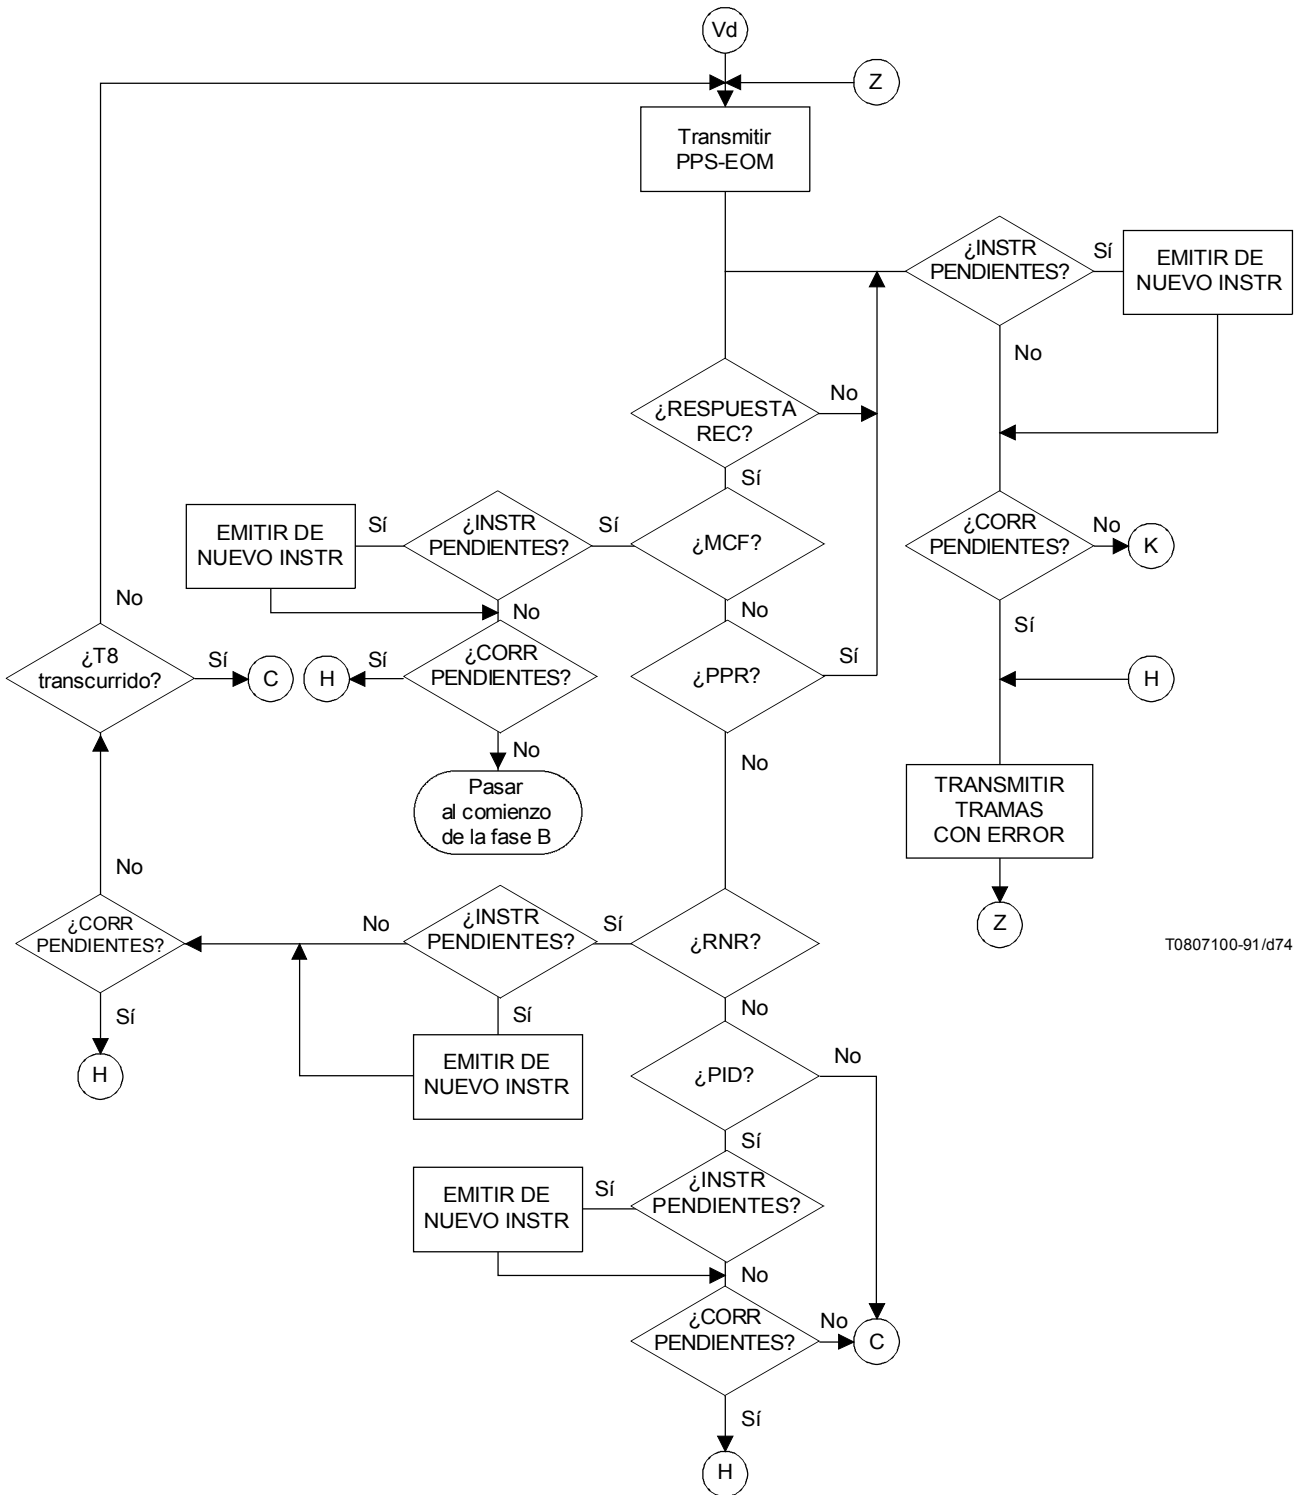 Vd
Z
Transmitir
PPS-EOM
¿INSTR
PENDIENTES?
Sí
EMITIR DE
NUEVO INSTR
No
¿RESPUESTA
REC?
No
Sí
EMITIR DE
NUEVO INSTR
Sí
¿INSTR
PENDIENTES?
Sí
¿MCF?
¿CORR
PENDIENTES?
No
K
No
No
No
Sí
¿T8
transcurrido?
Sí
C
H
Sí
¿CORR
PENDIENTES?
¿PPR?
Sí
H
No
No
Pasar
al comienzo
de la fase B
TRANSMITIR
TRAMAS
CON ERROR
No
¿CORR
PENDIENTES?
No
¿INSTR
PENDIENTES?
Sí
¿RNR?
Z
T0807100-91/d74
Sí
Sí
No
H
EMITIR DE
NUEVO INSTR
¿PID?
No
Sí
EMITIR DE
NUEVO INSTR
Sí
¿INSTR
PENDIENTES?
No
¿CORR
PENDIENTES?
No
C
Sí
H